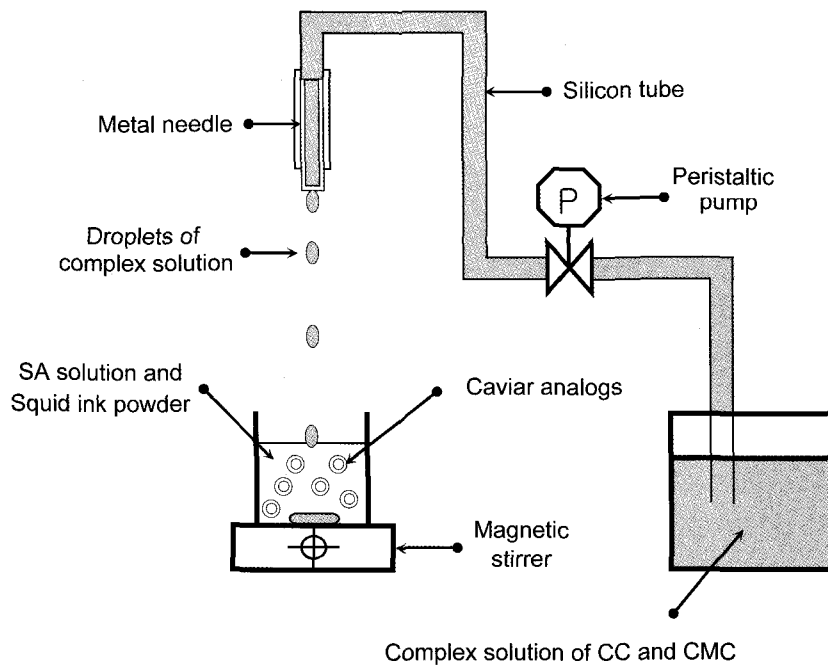 Silicon tube
Metal needle
Peristaltic
pump
P
Droplets of
complex solution
SA solution and
Squid ink powder
Caviar analogs
Magnetic
stirrer
Complex solution of CC and CMC